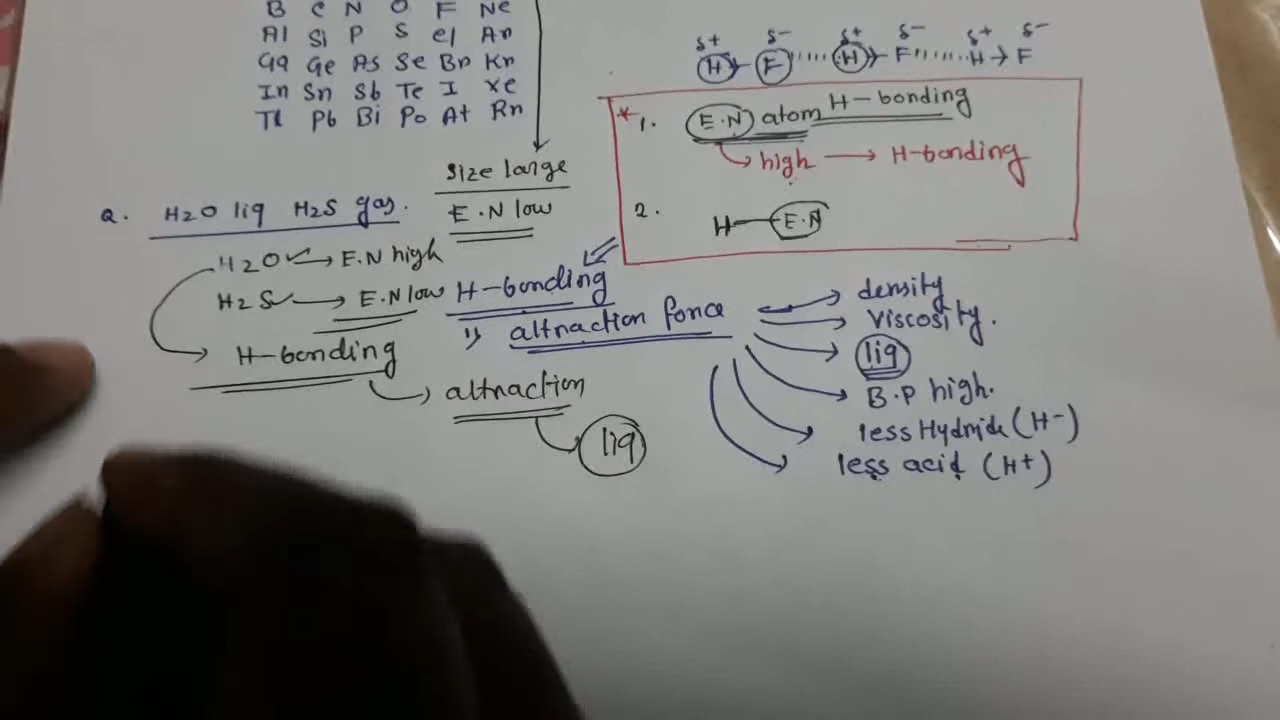 B C N O F Ne
Al Si P S Cl Ar
Ga Ge As Se Br Kr
In Sn Sb Te I Xe
Tl Pb Bi Po At Rn
Size large
E.N low
δ+ δ- δ+ δ- δ+ δ-
H F ..... H F ...... H → F
* 1. E.N atom H-bonding
high → H-bonding
2. H — E.N
Q. H2O liq H2S gas.
H2O → E.N high
H2S → E.N low
H-bonding
attraction
liq
H-bonding
" attraction force
density
viscosity.
liq
B.P high.
less Hydride (H-)
less acid (H+)